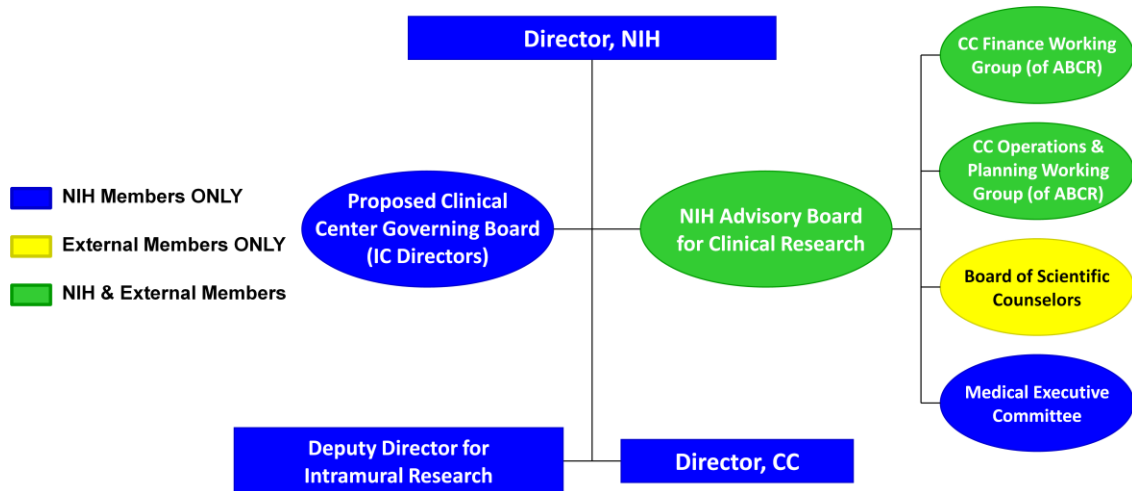 Director, NIH
CC Finance Working
Group (of ABCR)
CC Operations &
Planning Working
Group (of ABCR)
NIH Members ONLY
External Members ONLY
NIH & External Members
Proposed Clinical
Center Governing Board
(IC Directors)
NIH Advisory Board
for Clinical Research
Board of Scientific
Counselors
Medical Executive
Committee
Deputy Director for
Intramural Research
Director, CC